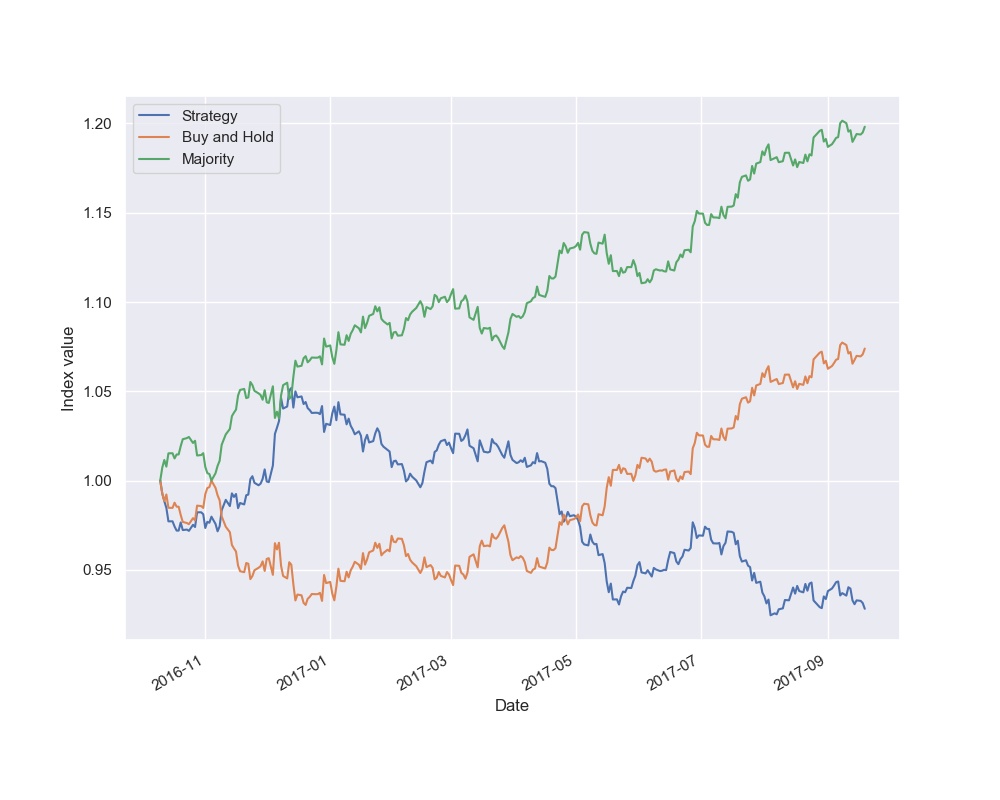 Strategy
Buy and Hold
Majority
1.20
1.15
1.10
1.05
1.00
0.95
Index value
2016-11
2017-01
2017-03
2017-05
2017-07
2017-09
Date